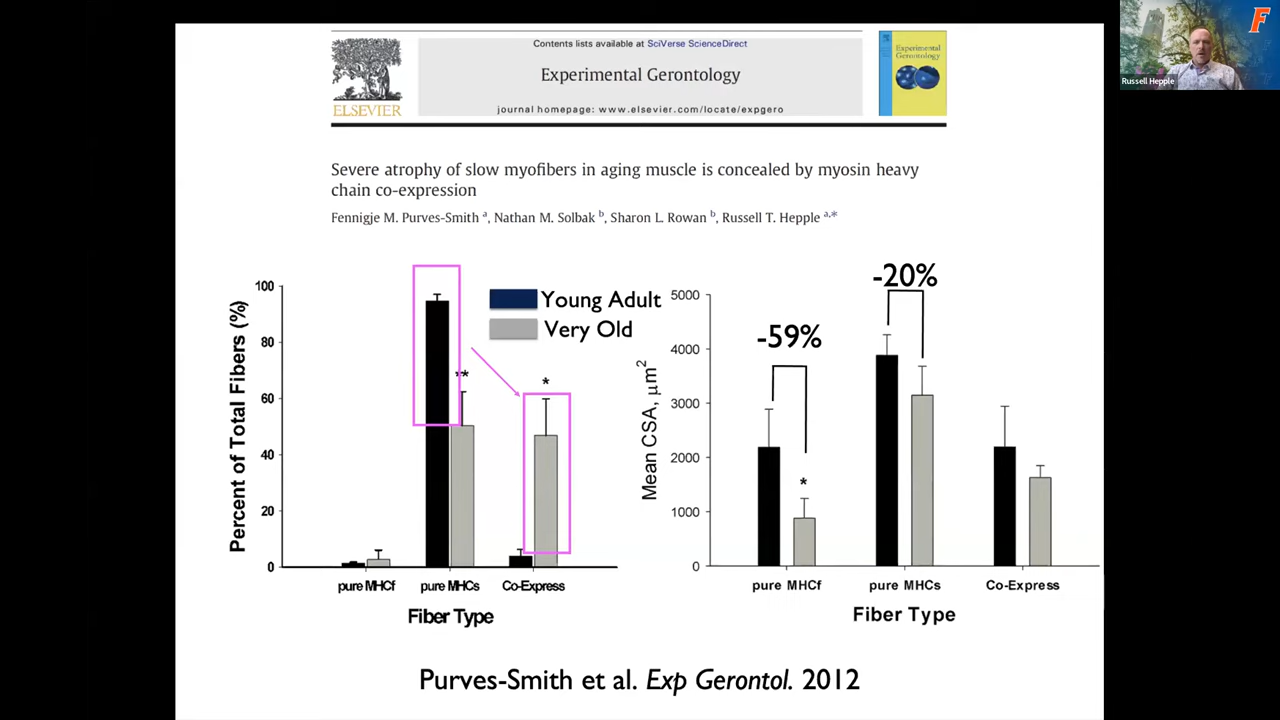 Contents lists available at SciVerse ScienceDirect
Experimental Gerontology
journal homepage: www.elsevier.com/locate/expgero
ELSEVIER
Experimental
Gerontology
F
Russell Hepple
Severe atrophy of slow myofibers in aging muscle is concealed by myosin heavy
chain co-expression
Fennigje M. Purves-Smith a, Nathan M. Solbak b, Sharon L. Rowan b, Russell T. Hepple a,*
Percent of Total Fibers (%)
100
80
60
40
20
0
**
*
Young Adult
Very Old
pure MHCf pure MHCs Co-Express
Fiber Type
Mean CSA, µm2
5000
4000
3000
2000
1000
0
-59%
-20%
*
pure MHCf pure MHCs Co-Express
Fiber Type
Purves-Smith et al. Exp Gerontol. 2012